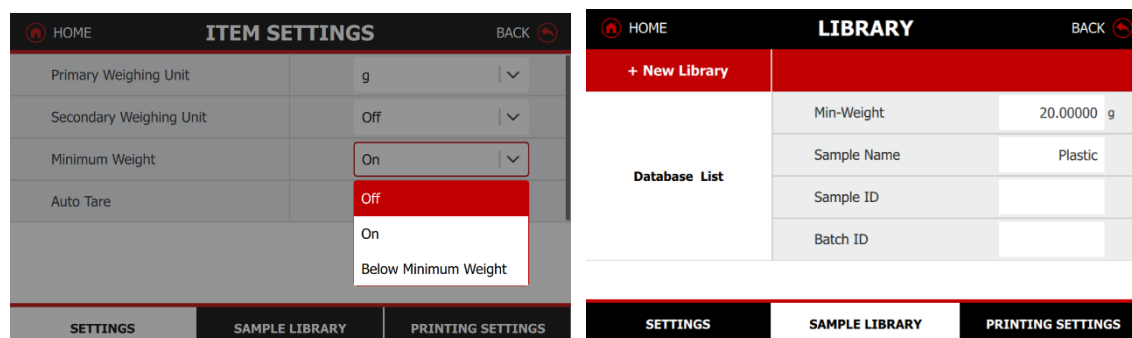 HOME ITEM SETTINGS BACK
Primary Weighing Unit g
Secondary Weighing Unit Off
Minimum Weight On
Auto Tare Off
On
Below Minimum Weight
SETTINGS SAMPLE LIBRARY PRINTING SETTINGS
HOME LIBRARY BACK
+ New Library
Min-Weight 20.00000 g
Sample Name Plastic
Database List
Sample ID
Batch ID
SETTINGS SAMPLE LIBRARY PRINTING SETTINGS